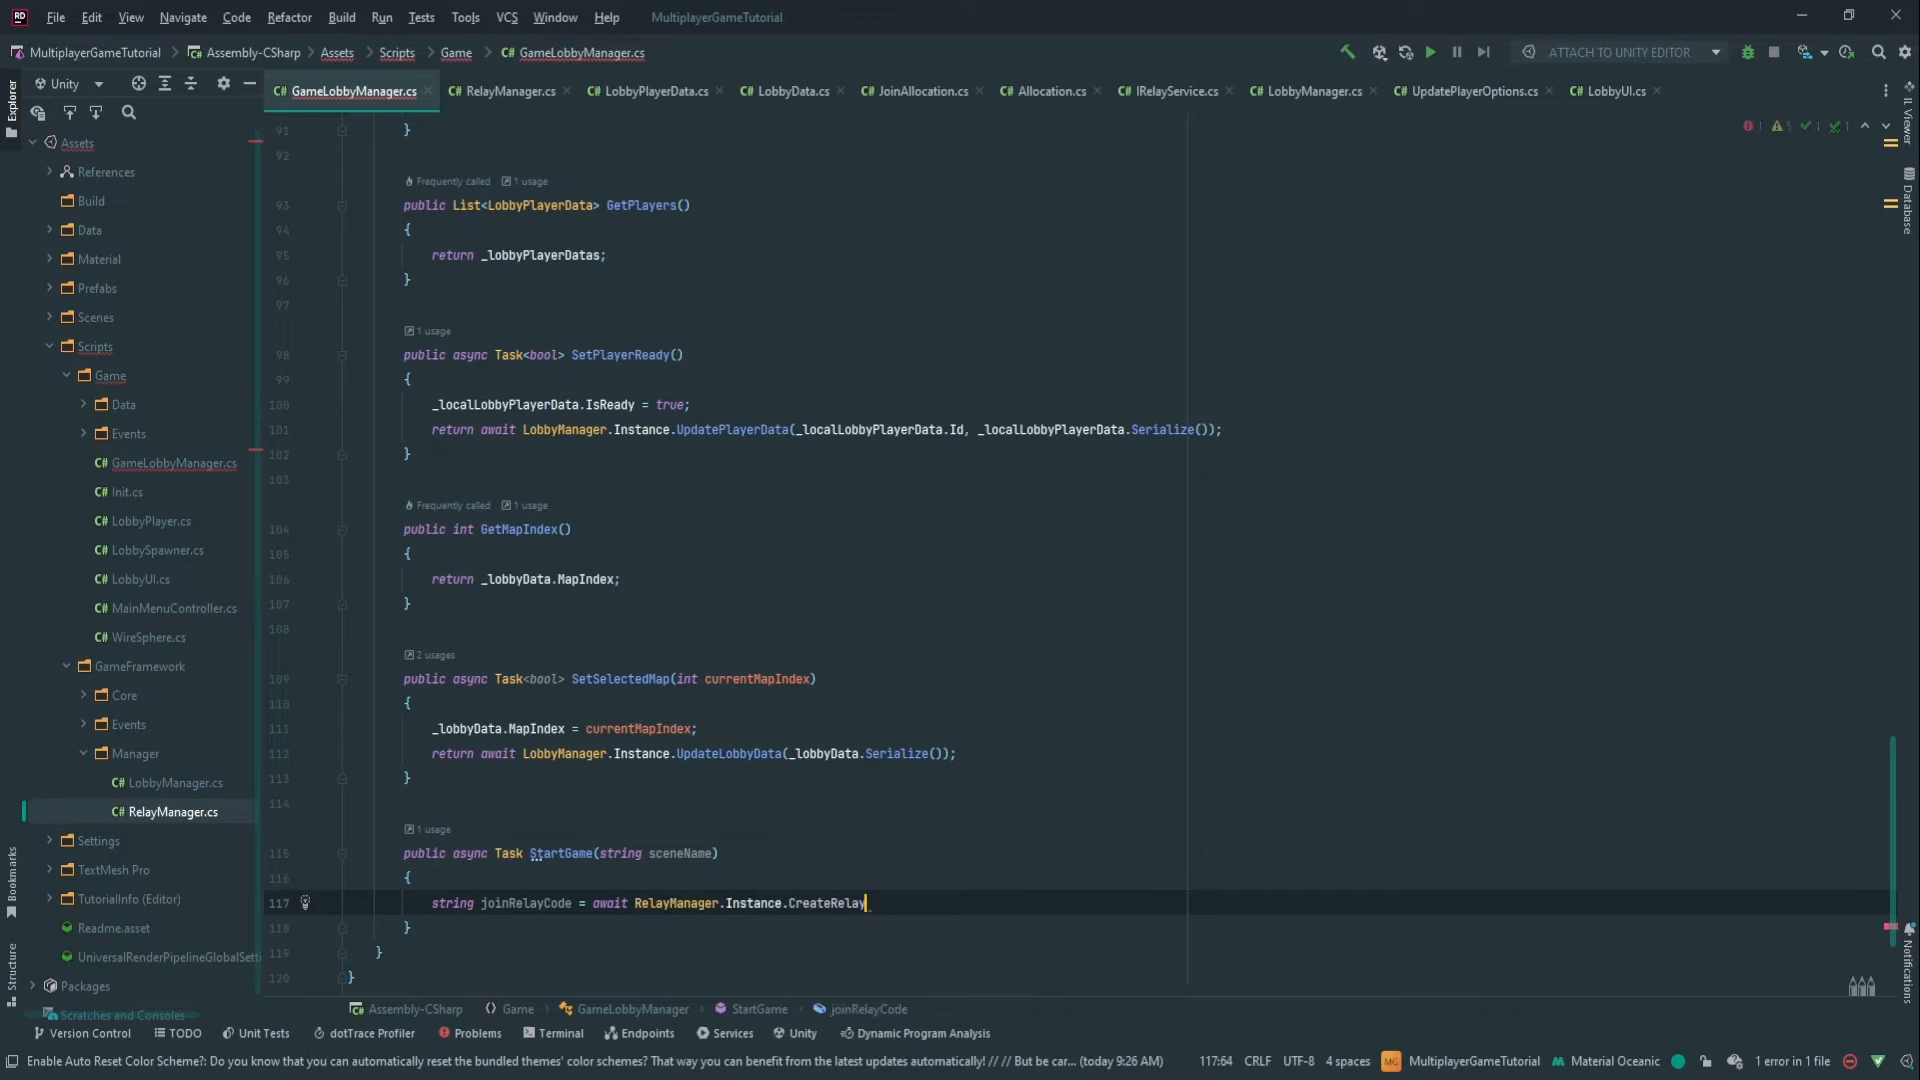 File Edit View Navigate Code Refactor Build Run Tests Tools VCS Window Help MultiplayerGameTutorial
MultiplayerGameTutorial Assembly-CSharp Assets Scripts Game C# GameLobbyManager.cs ATTACH TO UNITY EDITOR
Unity
C# GameLobbyManager.cs C# RelayManager.cs C# LobbyPlayerData.cs C# LobbyData.cs C# JoinAllocation.cs C# Allocation.cs C# IRelayService.cs C# LobbyManager.cs C# UpdatePlayerOptions.cs C# LobbyUI.cs
Explorer
Bookmarks
Structure
IL Viewer
Database
Notifications
Assets
References
Build
Data
Material
Prefabs
Scenes
Scripts
Game
Data
Events
C# GameLobbyManager.cs
C# Init.cs
C# LobbyPlayer.cs
C# LobbySpawner.cs
C# LobbyUI.cs
C# MainMenuController.cs
C# WireSphere.cs
GameFramework
Core
Events
Manager
C# LobbyManager.cs
C# RelayManager.cs
Settings
TextMesh Pro
TutorialInfo (Editor)
Readme.asset
UniversalRenderPipelineGlobalSett
Packages
Scratches and Consoles
91 }
92
Frequently called 1 usage
93 public List<LobbyPlayerData> GetPlayers()
94 {
95 return _lobbyPlayerDatas;
96 }
97
1 usage
98 public async Task<bool> SetPlayerReady()
99 {
100 _localLobbyPlayerData.IsReady = true;
101 return await LobbyManager.Instance.UpdatePlayerData(_localLobbyPlayerData.Id, _localLobbyPlayerData.Serialize());
102 }
103
Frequently called 1 usage
104 public int GetMapIndex()
105 {
106 return _lobbyData.MapIndex;
107 }
108
2 usages
109 public async Task<bool> SetSelectedMap(int currentMapIndex)
110 {
111 _lobbyData.MapIndex = currentMapIndex;
112 return await LobbyManager.Instance.UpdateLobbyData(_lobbyData.Serialize());
113 }
114
1 usage
115 public async Task StartGame(string sceneName)
116 {
117 string joinRelayCode = await RelayManager.Instance.CreateRelay
118 }
119 }
120 }
Assembly-CSharp Game GameLobbyManager StartGame joinRelayCode
Version Control TODO Unit Tests dotTrace Profiler Problems Terminal Endpoints Services Unity Dynamic Program Analysis
Enable Auto Reset Color Scheme?: Do you know that you can automatically reset the bundled themes' color schemes? That way you can benefit from the latest updates automatically! // // But be car... (today 9:26 AM) 117:64 CRLF UTF-8 4 spaces MG MultiplayerGameTutorial Material Oceanic 1 error in 1 file